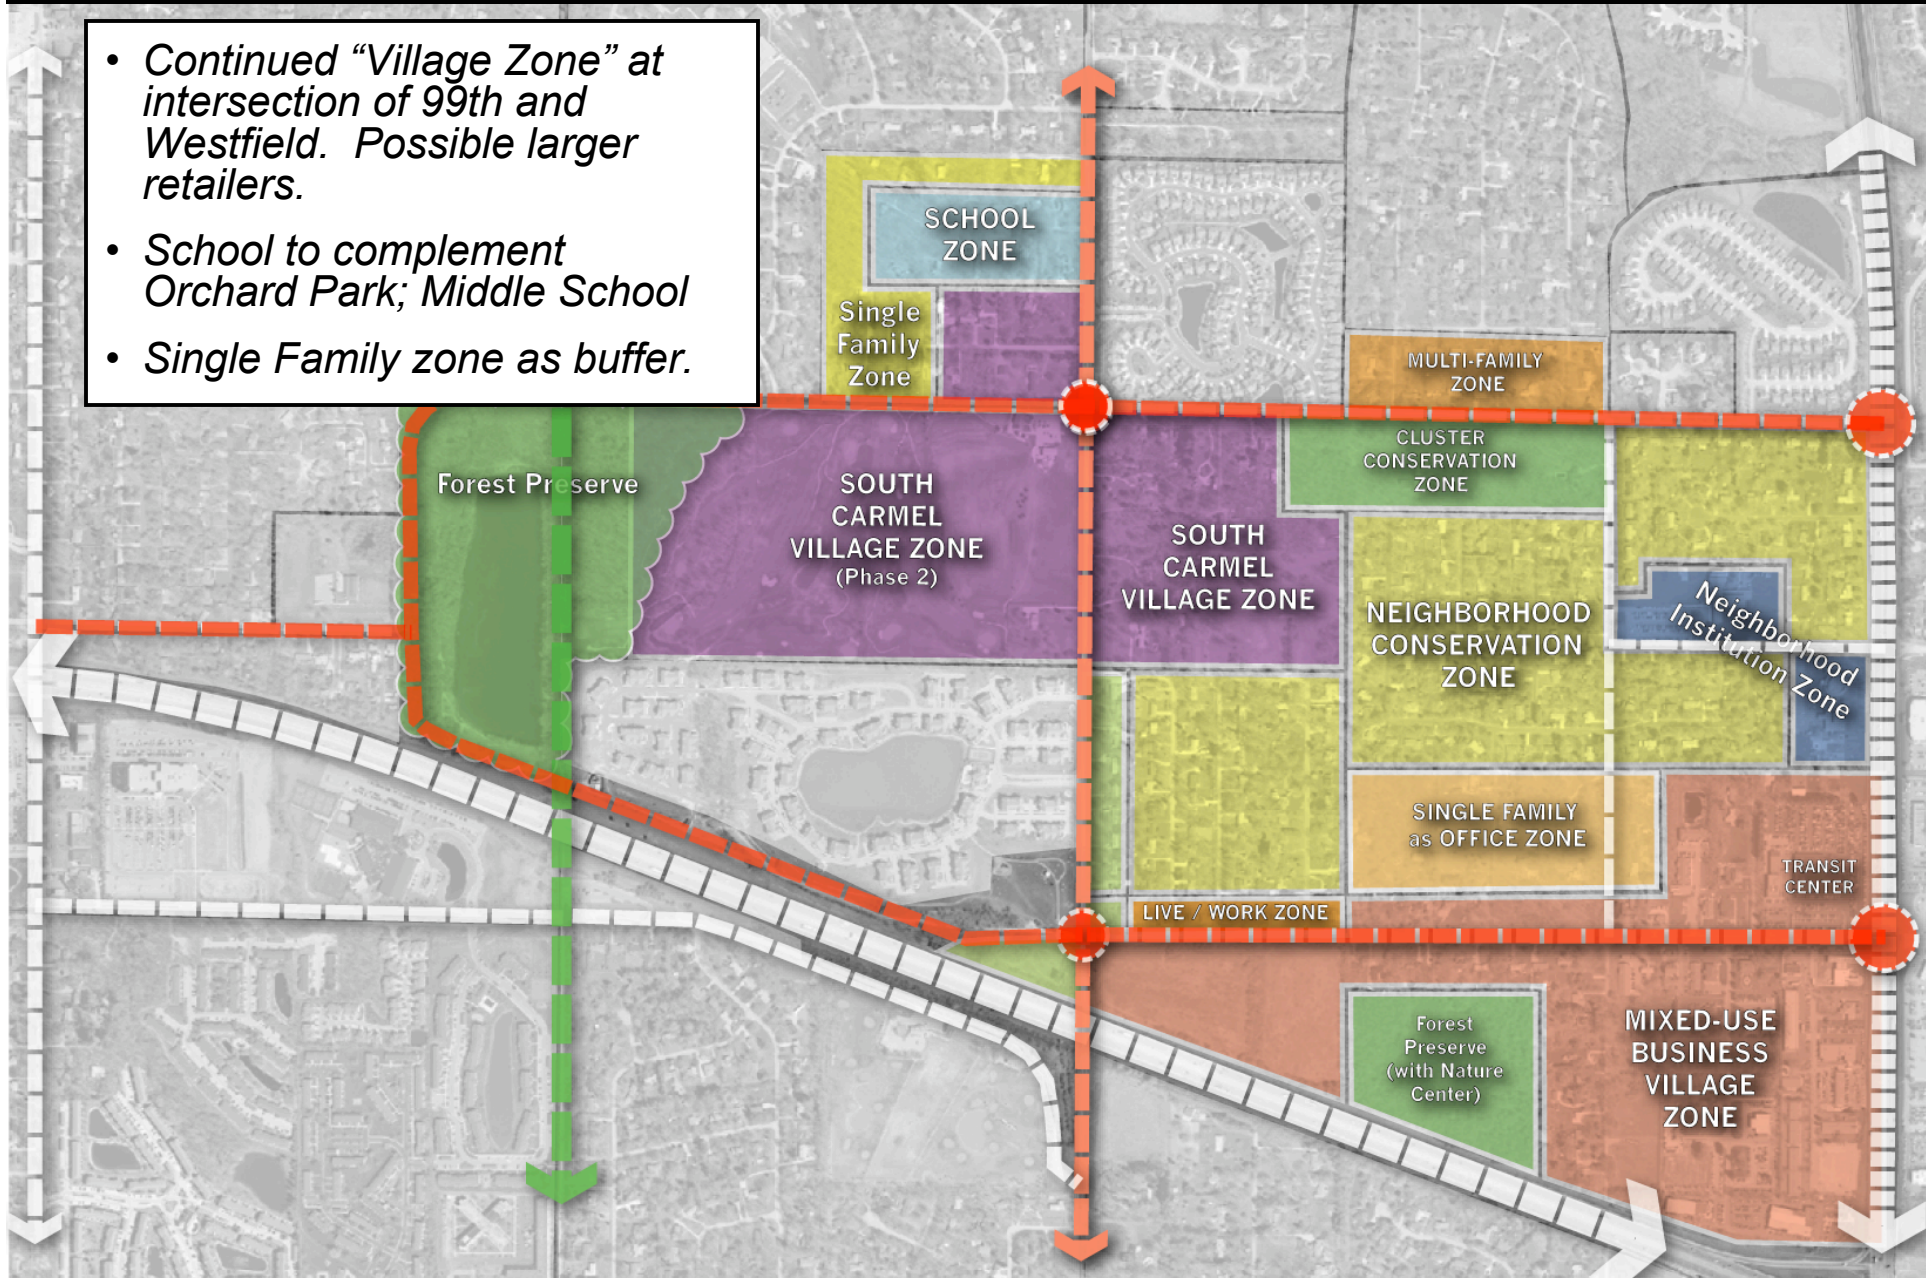 • Continued “Village Zone” at
intersection of 99th and
Westfield.  Possible larger
retailers.
• School to complement
Orchard Park; Middle School
• Single Family zone as buffer.
SCHOOL
ZONE
Single
Family
Zone
MULTI-FAMILY
ZONE
CLUSTER
CONSERVATION
ZONE
Forest Preserve
SOUTH
CARMEL
VILLAGE ZONE
(Phase 2)
SOUTH
CARMEL
VILLAGE ZONE
NEIGHBORHOOD
CONSERVATION
ZONE
Neighborhood
Institution Zone
SINGLE FAMILY
as OFFICE ZONE
TRANSIT
CENTER
LIVE / WORK ZONE
Forest
Preserve
(with Nature
Center)
MIXED-USE
BUSINESS
VILLAGE
ZONE